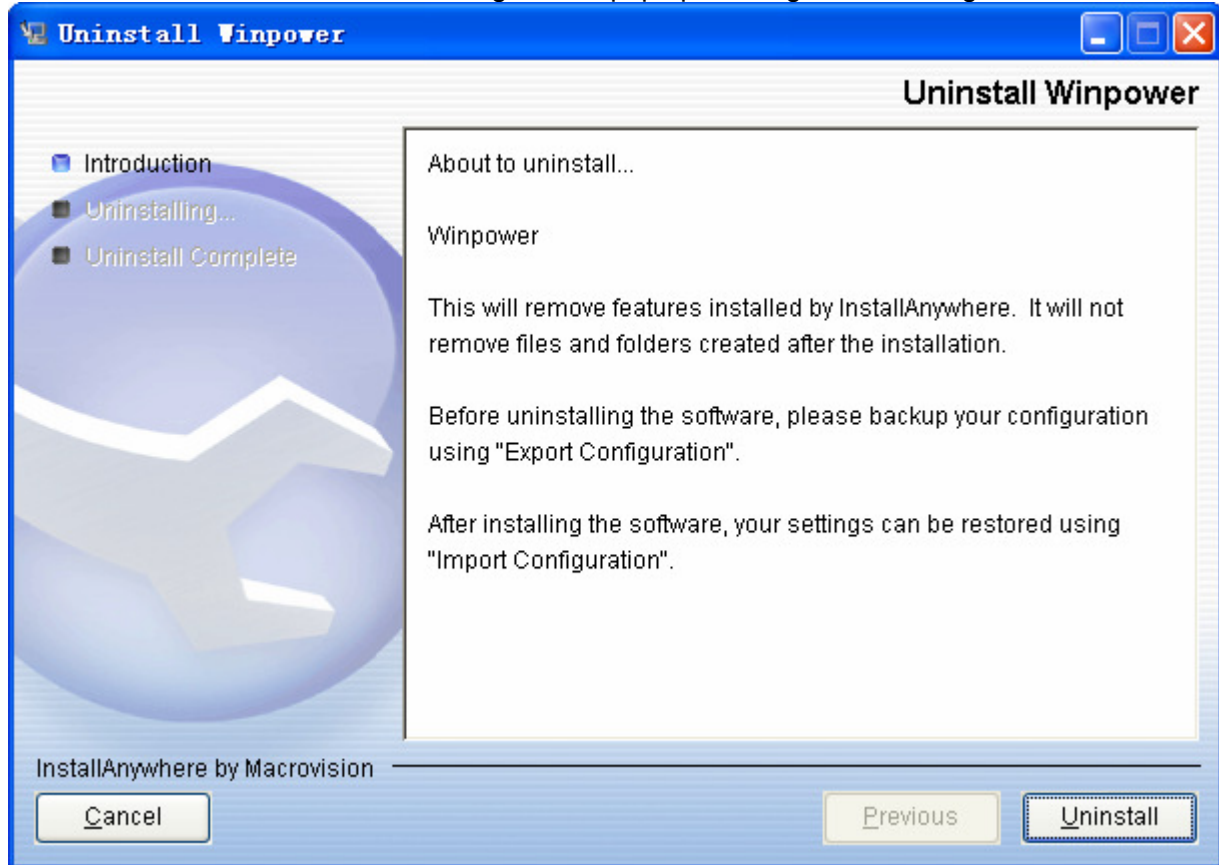 Uninstall Winpower
Uninstall Winpower
Introduction
Uninstalling...
Uninstall Complete
About to uninstall...
Winpower
This will remove features installed by InstallAnywhere.  It will not
remove files and folders created after the installation.
Before uninstalling the software, please backup your configuration
using "Export Configuration".
After installing the software, your settings can be restored using
"Import Configuration".
InstallAnywhere by Macrovision
Cancel
Previous
Uninstall